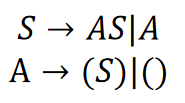 S → AS|A
A → (S)|()